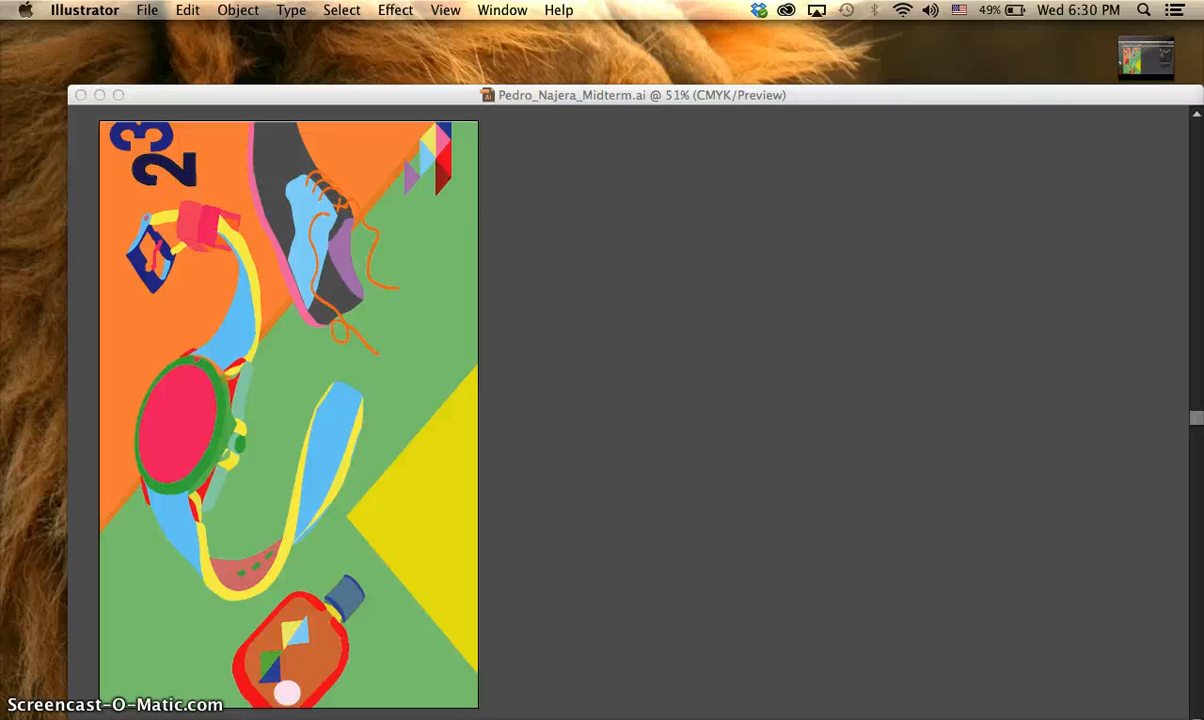 Illustrator File Edit Object Type Select Effect View Window Help 49% Wed 6:30 PM
Pedro_Najera_Midterm.ai @ 51% (CMYK/Preview)
23
Screencast-O-Matic.com